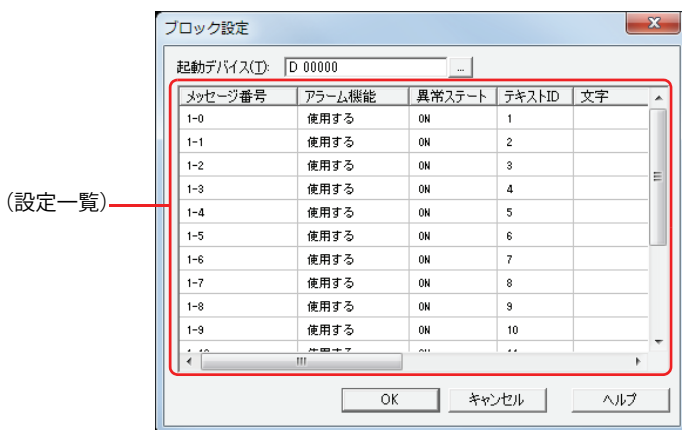 ブロック設定
起動デバイス(T): D 00000 ...
メッセージ番号 アラーム機能 異常ステート テキストID 文字
1-0 使用する ON 1
1-1 使用する ON 2
1-2 使用する ON 3
1-3 使用する ON 4
(設定一覧)
1-4 使用する ON 5
1-5 使用する ON 6
1-6 使用する ON 7
1-7 使用する ON 8
1-8 使用する ON 9
1-9 使用する ON 10
OK キャンセル ヘルプ